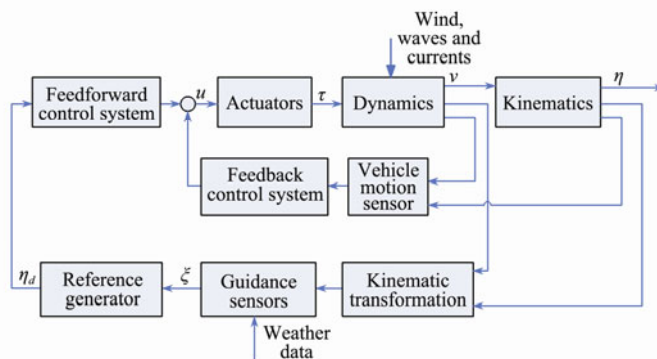 Wind,
waves and
currents
Feedforward
control system
u
Actuators
τ
Dynamics
ν
Kinematics
η
Feedback
control system
Vehicle
motion
sensor
η_d
Reference
generator
ξ
Guidance
sensors
Kinematic
transformation
Weather
data